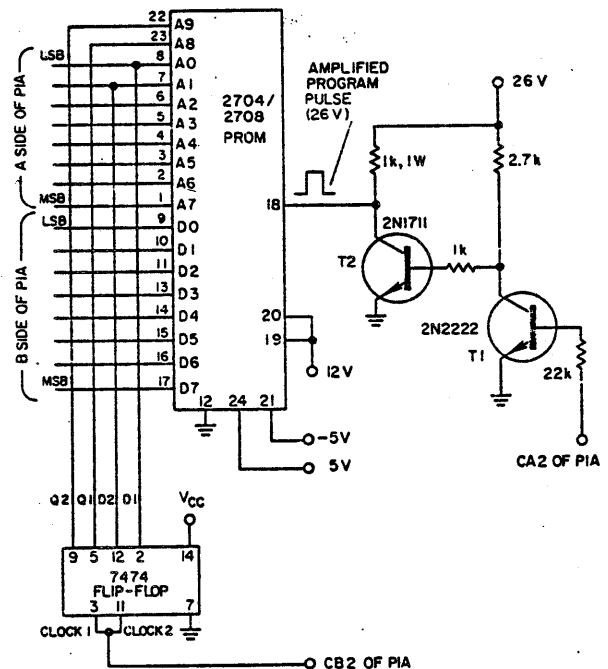 22 A9
23 A8
LSB 8 A0
7 A1
6 A2
5 A3
4 A4
3 A5
2 A6
MSB 1 A7
LSB 9 D0
10 D1
11 D2
13 D3
14 D4
15 D5
16 D6
MSB 17 D7
A SIDE OF PIA
B SIDE OF PIA
2704/
2708
PROM
18
20
19
12 24 21
AMPLIFIED
PROGRAM
PULSE
(26 V)
26 V
1k, 1W
2.7k
2N1711
T2
1k
2N2222
T1
22k
CA2 OF PIA
12 V
-5V
5V
Q2 Q1 D2 D1
VCC
9 5 12 2 14
7474
FLIP-FLOP
3 11 7
CLOCK 1 CLOCK 2
CB2 OF PIA